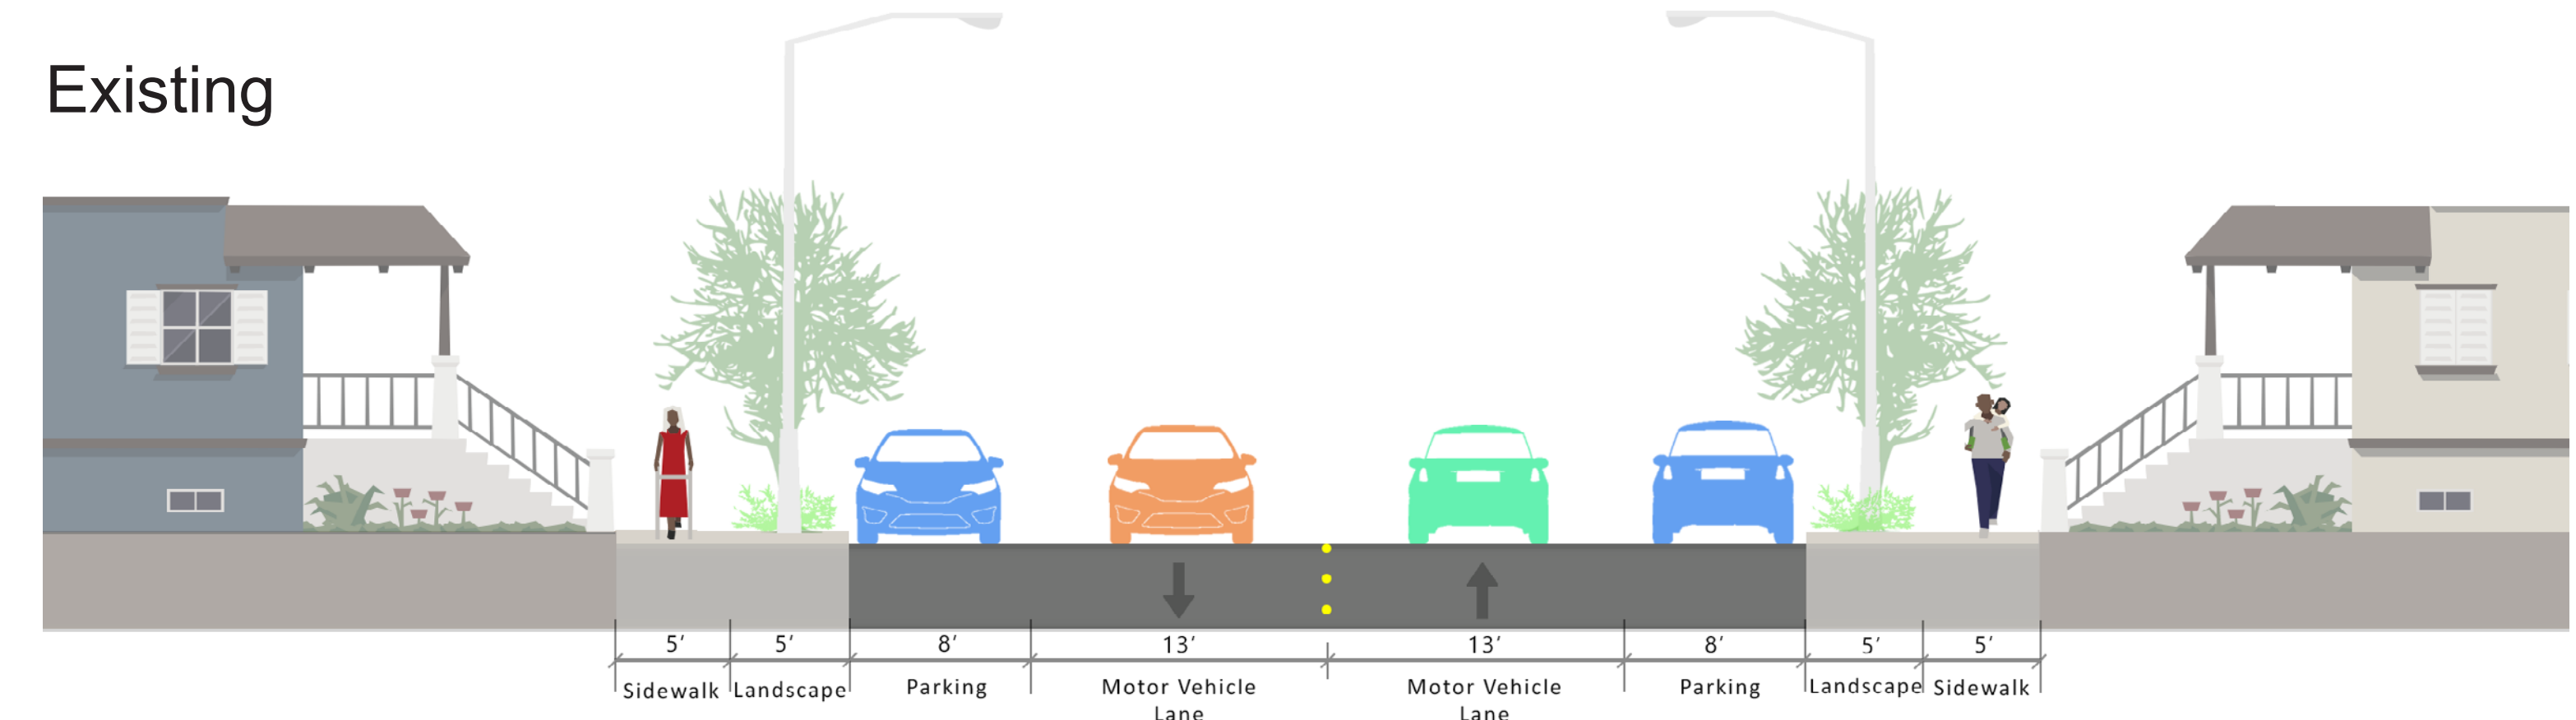 Existing
5’ 5’ 8’ 13’ 13’ 8’ 5’ 5’
Sidewalk Landscape Parking Motor Vehicle Lane Motor Vehicle Lane Parking Landscape Sidewalk